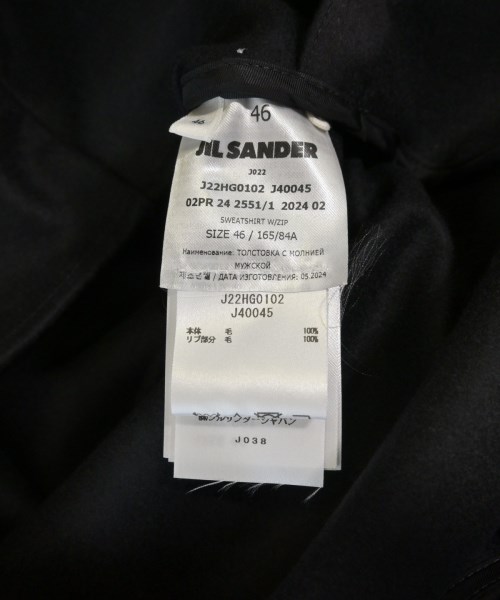 46
JIL SANDER
J022
J22HG0102 J40045
02PR 24 2551/1 2024 02
SWEATSHIRT W/ZIP
SIZE 46 / 165/84A
Наименование: ТОЛСТОВКА С МОЛНИЕЙ
МУЖСКОЙ
/ ДАТА ИЗГОТОВЛЕНИЯ: 05.2024
J22HG0102
J40045
本体 毛 100%
リブ部分 毛 100%
J038